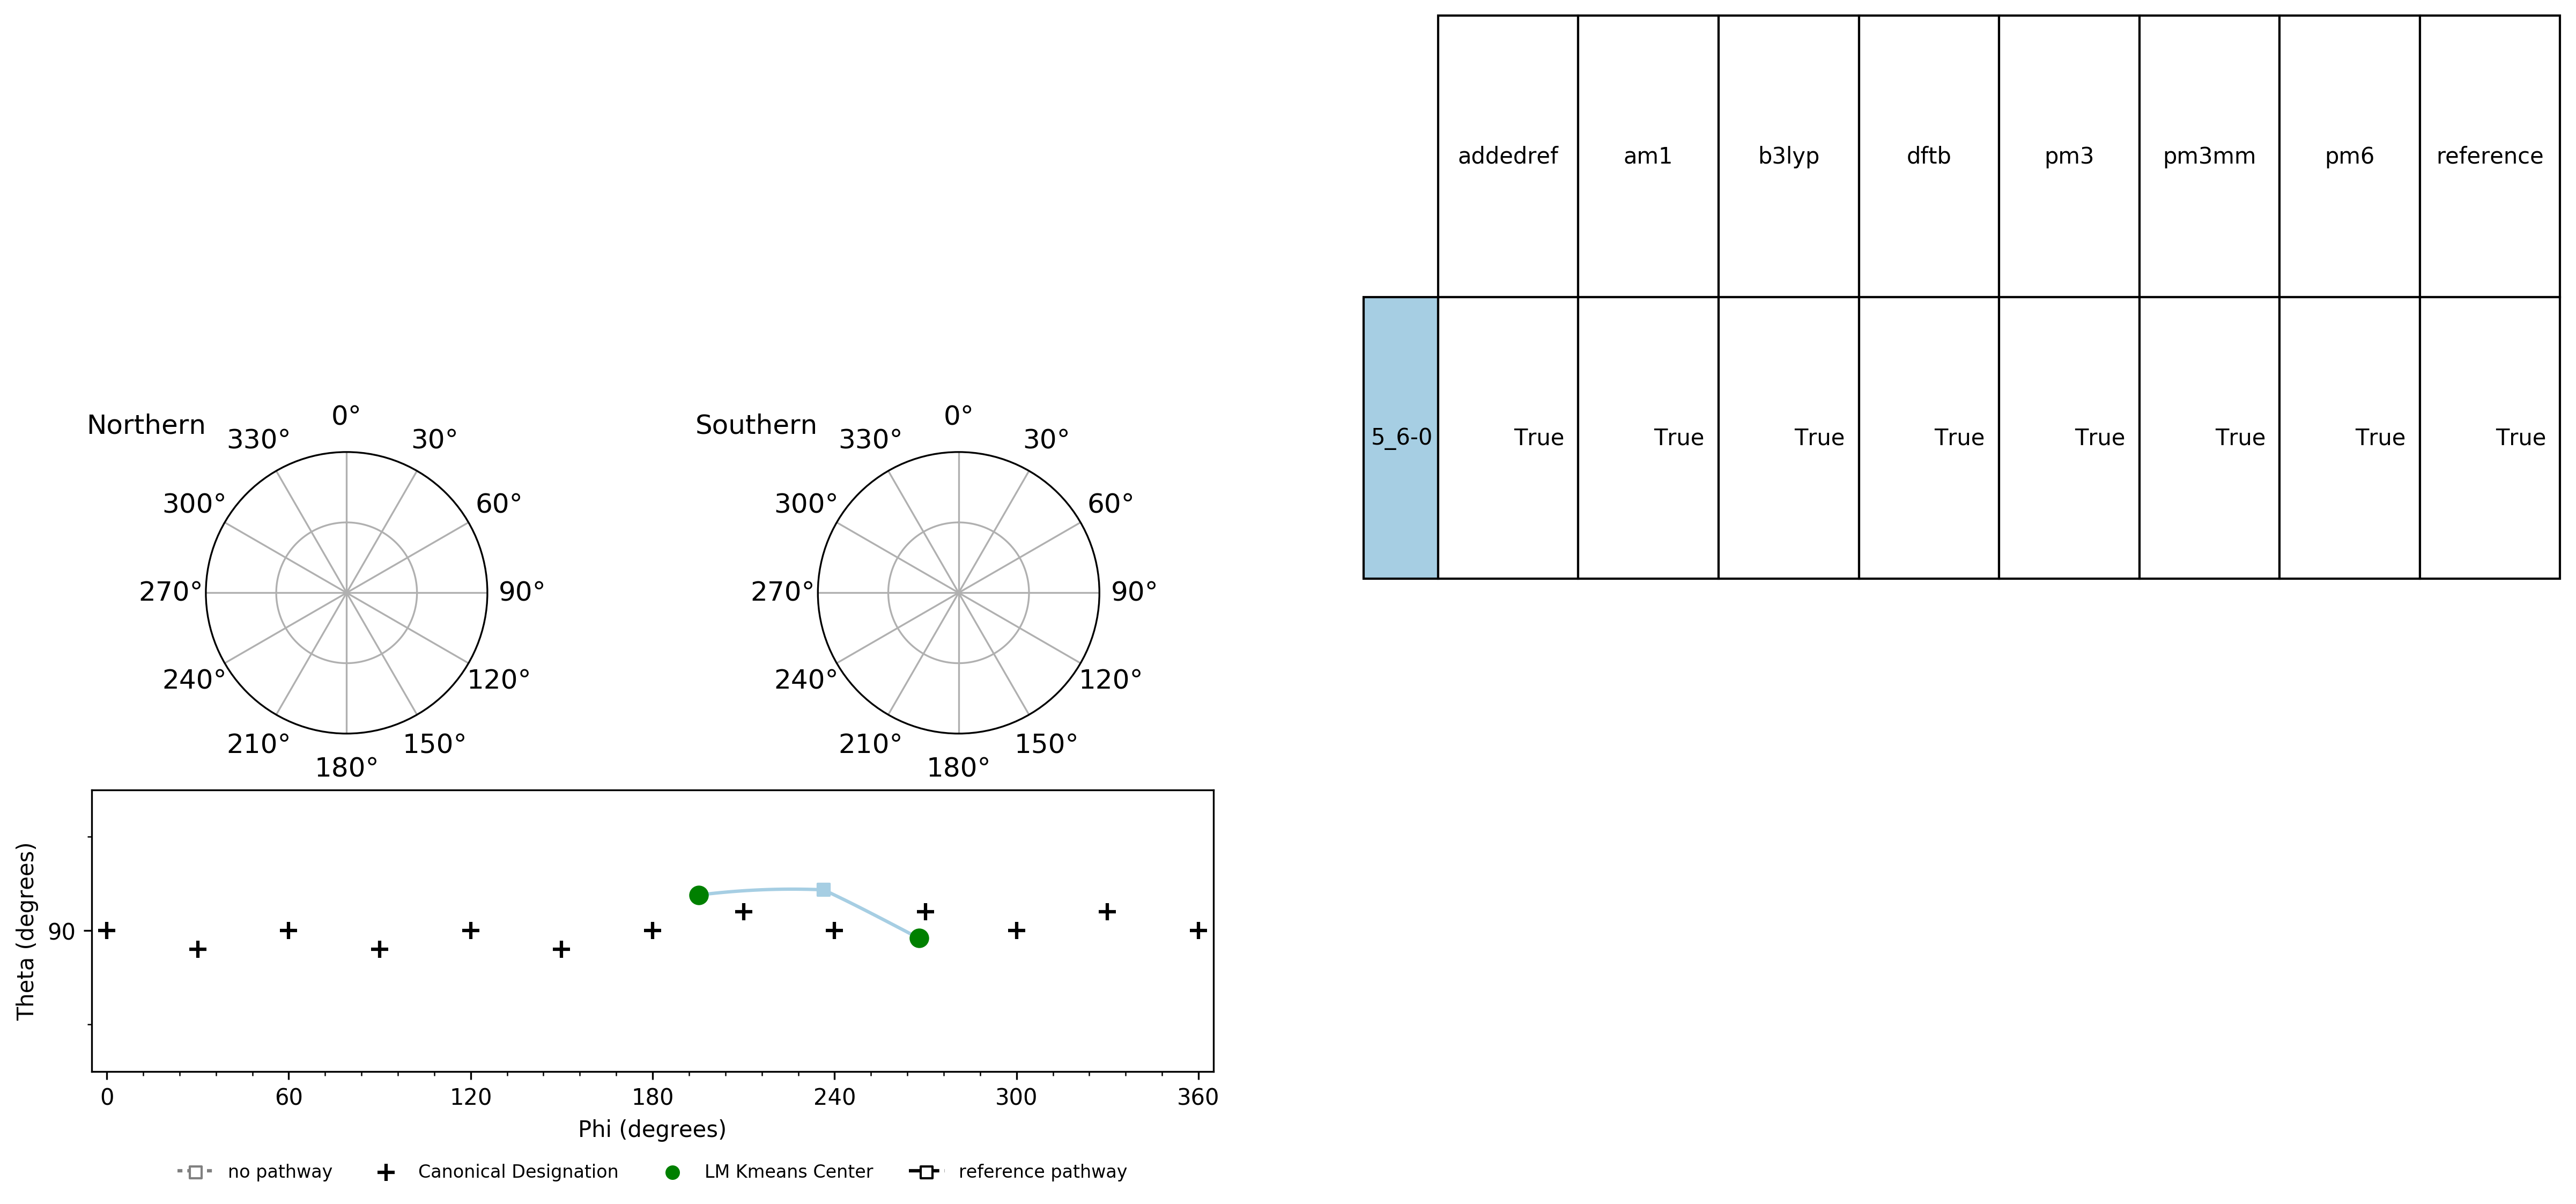 addedref am1 b3lyp dftb pm3 pm3mm pm6 reference
5_6-0 True True True True True True True True
Northern
0°
330° 30°
300° 60°
270° 90°
240° 120°
210° 150°
180°
Southern
0°
330° 30°
300° 60°
270° 90°
240° 120°
210° 150°
180°
Theta (degrees)
90
0 60 120 180 240 300 360
Phi (degrees)
no pathway Canonical Designation LM Kmeans Center reference pathway